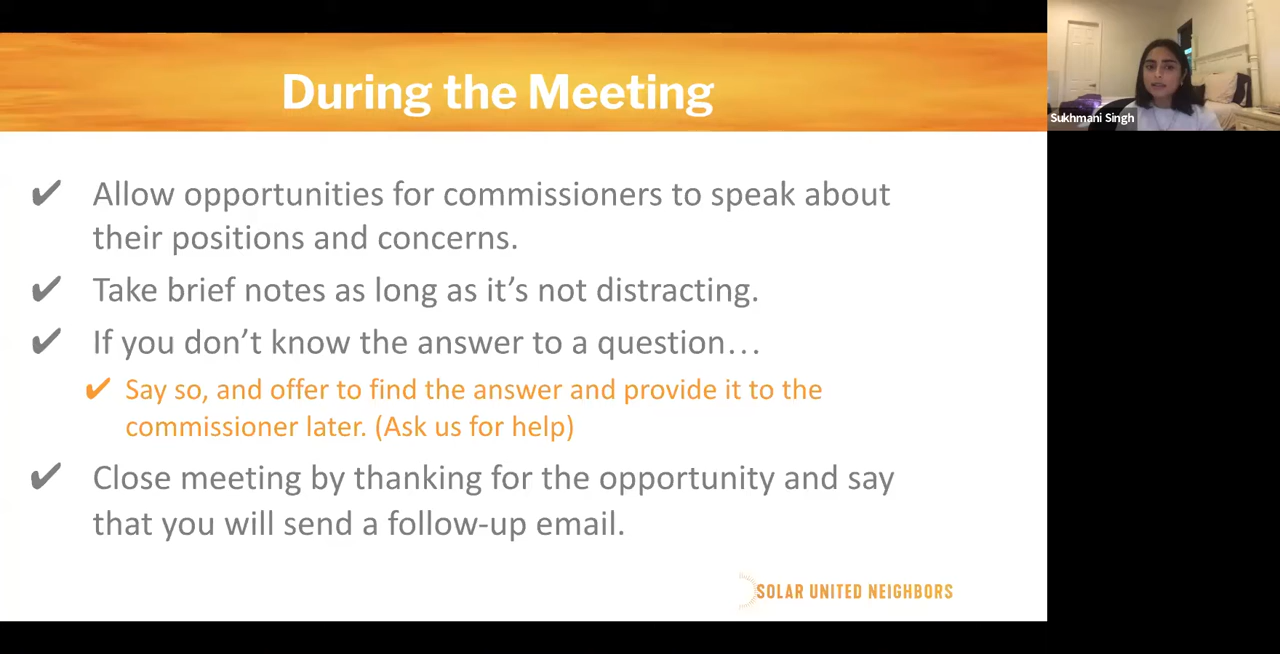 During the Meeting
Sukhmani Singh
✔ Allow opportunities for commissioners to speak about
their positions and concerns.
✔ Take brief notes as long as it’s not distracting.
✔ If you don’t know the answer to a question…
✔ Say so, and offer to find the answer and provide it to the
commissioner later. (Ask us for help)
✔ Close meeting by thanking for the opportunity and say
that you will send a follow-up email.
SOLAR UNITED NEIGHBORS